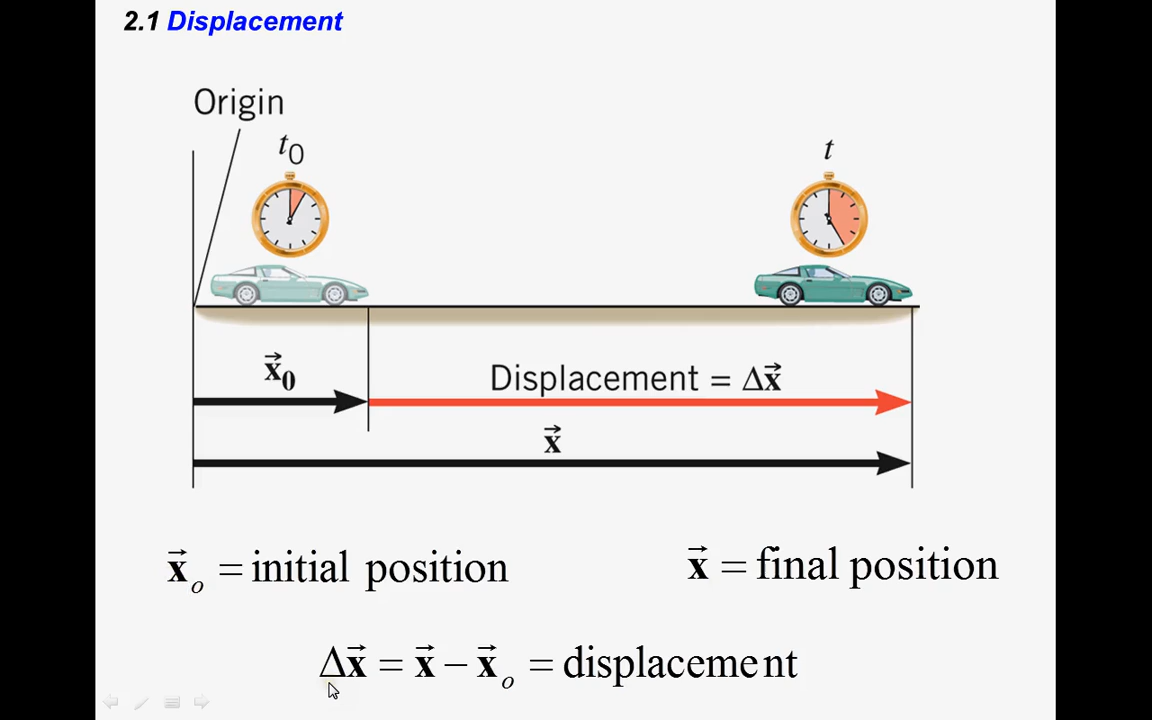 2.1 Displacement
Origin
t₀
t
x⃗₀
Displacement = Δx⃗
x⃗
x⃗ₒ = initial position
x⃗ = final position
Δx⃗ = x⃗ − x⃗ₒ = displacement